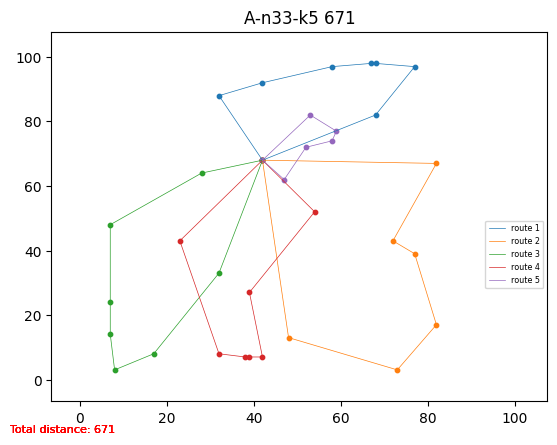 A-n33-k5 671
100
80
60
40
20
0
route 1
route 2
route 3
route 4
route 5
0 20 40 60 80 100
Total distance: 671